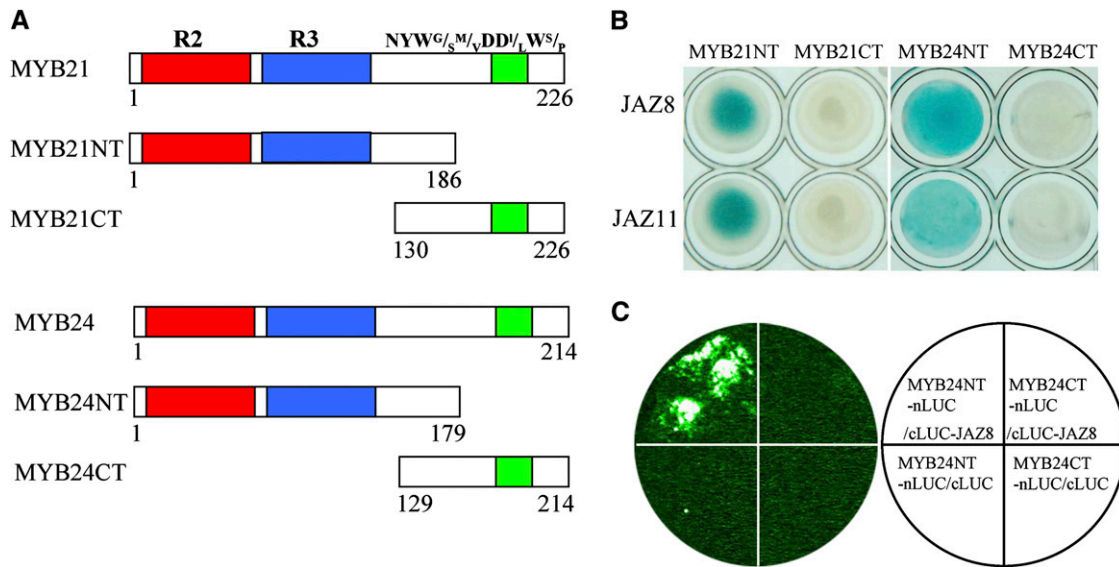 A
R2 R3 NYWG/SM/VDDI/LWS/P
MYB21
1 226
MYB21NT
1 186
MYB21CT
130 226
MYB24
1 214
MYB24NT
1 179
MYB24CT
129 214
B
MYB21NT MYB21CT MYB24NT MYB24CT
JAZ8
JAZ11
C
MYB24NT
-nLUC
/cLUC-JAZ8
MYB24CT
-nLUC
/cLUC-JAZ8
MYB24NT
-nLUC/cLUC
MYB24CT
-nLUC/cLUC